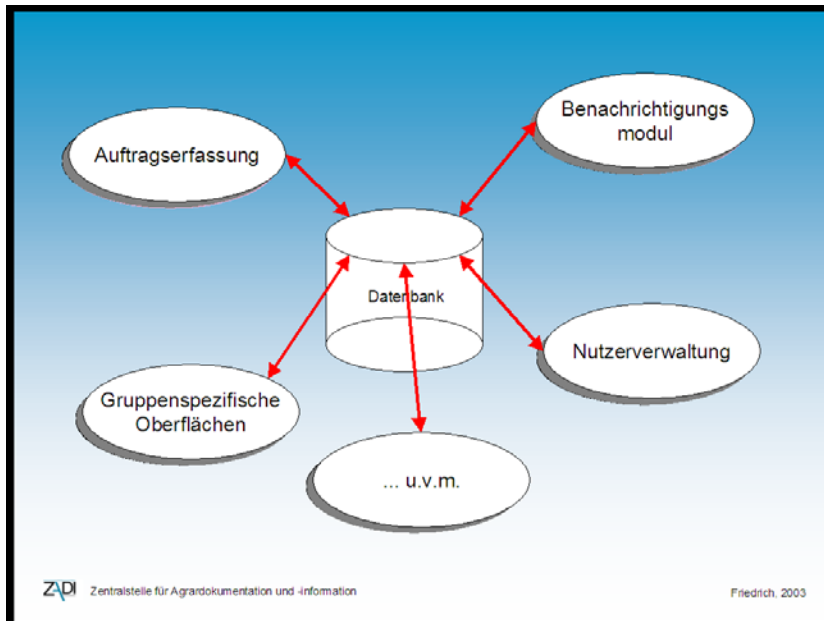 Auftragserfassung
Benachrichtigungs
modul
Datenbank
Nutzerverwaltung
Gruppenspezifische
Oberflächen
... u.v.m.
ZADI Zentralstelle für Agrardokumentation und -information
Friedrich, 2003